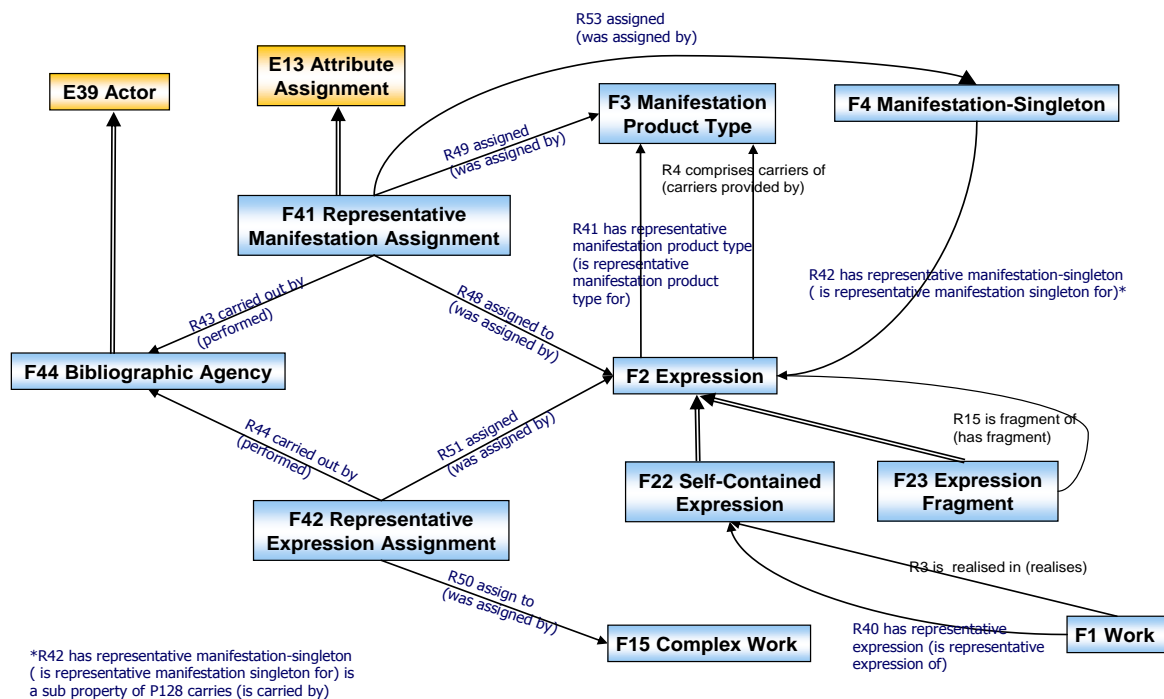 R53 assigned
(was assigned by)
E13 Attribute
Assignment
E39 Actor
F3 Manifestation
Product Type
F4 Manifestation-Singleton
R49 assigned
(was assigned by)
R4 comprises carriers of
(carriers provided by)
F41 Representative
Manifestation Assignment
R41 has representative
manifestation product type
(is representative
manifestation product
type for)
R42 has representative manifestation-singleton
( is representative manifestation singleton for)*
R43 carried out by
(performed)
R48 assigned to
(was assigned by)
F44 Bibliographic Agency
F2 Expression
R44 carried out by
(performed)
R51 assigned
(was assigned by)
R15 is fragment of
(has fragment)
F22 Self-Contained
Expression
F23 Expression
Fragment
F42 Representative
Expression Assignment
R3 is  realised in (realises)
R50 assign to
(was assigned by)
F15 Complex Work
R40 has representative
expression (is representative
expression of)
F1 Work
*R42 has representative manifestation-singleton
( is representative manifestation singleton for) is
a sub property of P128 carries (is carried by)